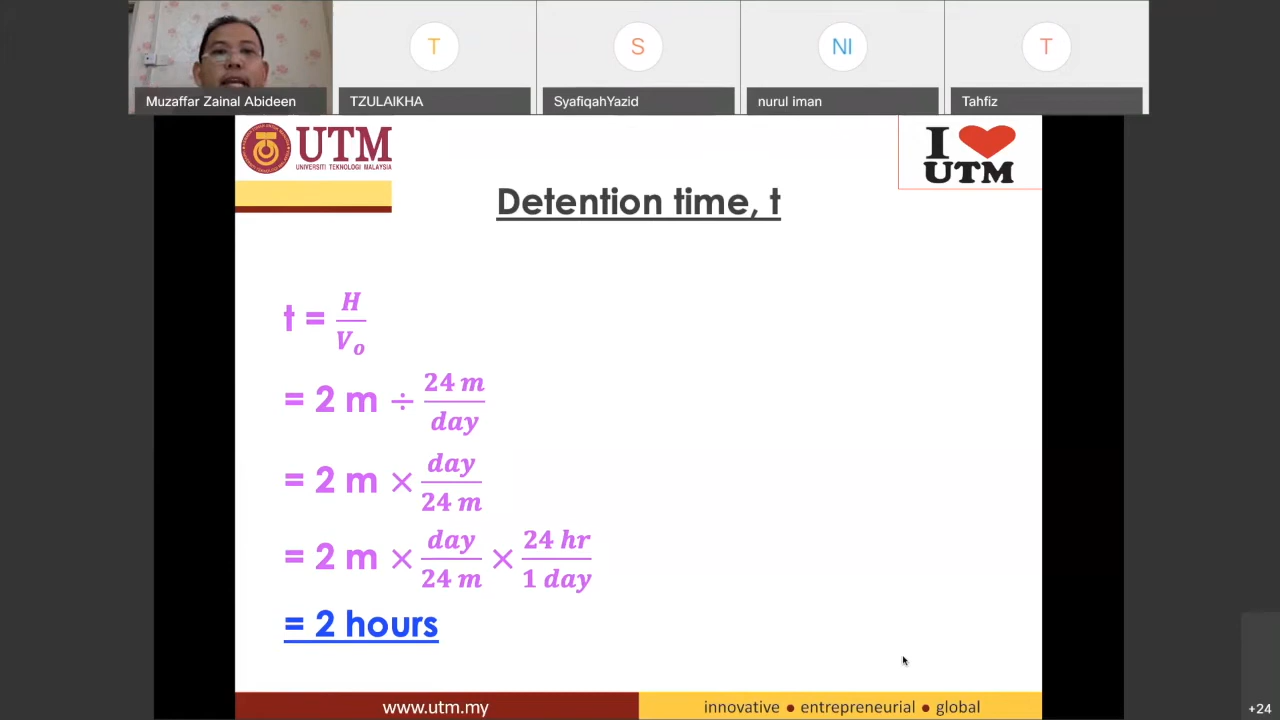 T
S
NI
T
Muzaffar Zainal Abideen
TZULAIKHA
SyafiqahYazid
nurul iman
Tahfiz
UTM
UNIVERSITI TEKNOLOGI MALAYSIA
I
UTM
Detention time, t
t = H/Vo
= 2 m ÷ 24 m/day
= 2 m × day/24 m
= 2 m × day/24 m × 24 hr/1 day
= 2 hours
www.utm.my
innovative ● entrepreneurial ● global
+24